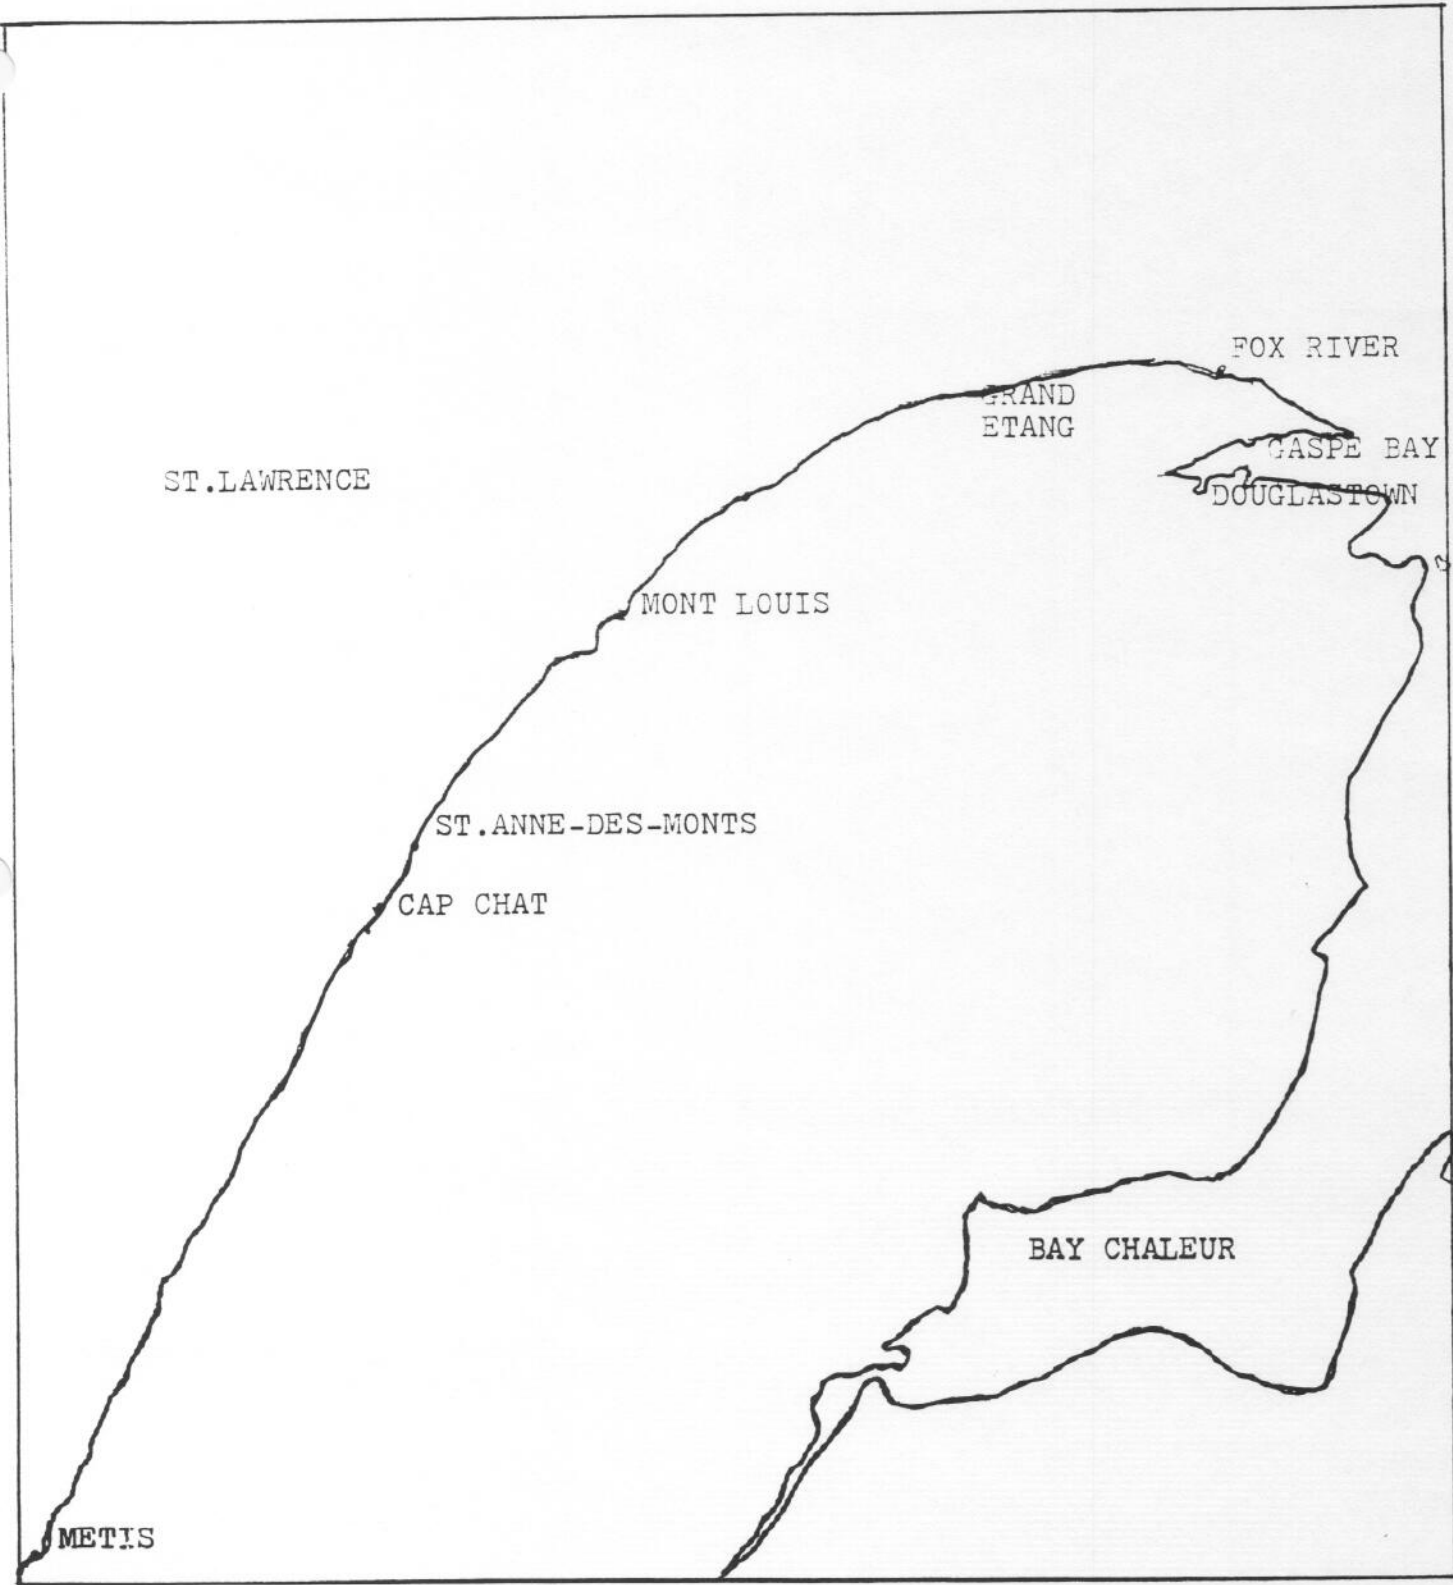 FOX RIVER
GRAND
ETANG
GASPE BAY
ST.LAWRENCE
DOUGLASTOWN
MONT LOUIS
ST.ANNE-DES-MONTS
CAP CHAT
BAY CHALEUR
METIS